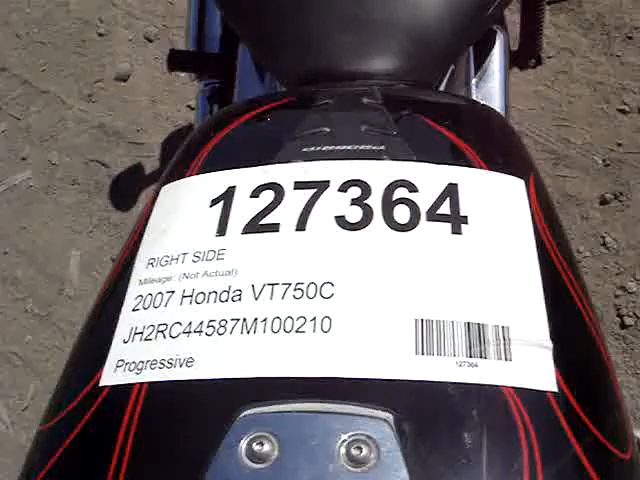 127364
RIGHT SIDE
Mileage: (Not Actual)
2007 Honda VT750C
JH2RC44587M100210
Progressive
127364